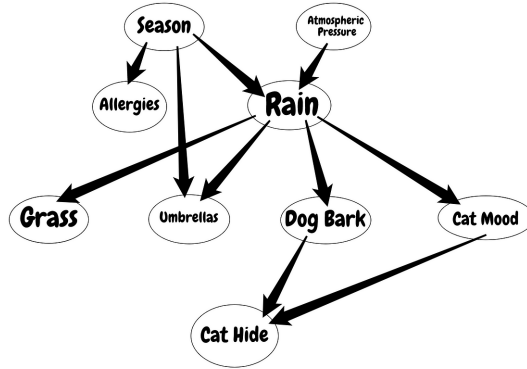 Season
Atmospheric
Pressure
Allergies
Rain
Grass
Umbrellas
Dog Bark
Cat Mood
Cat Hide